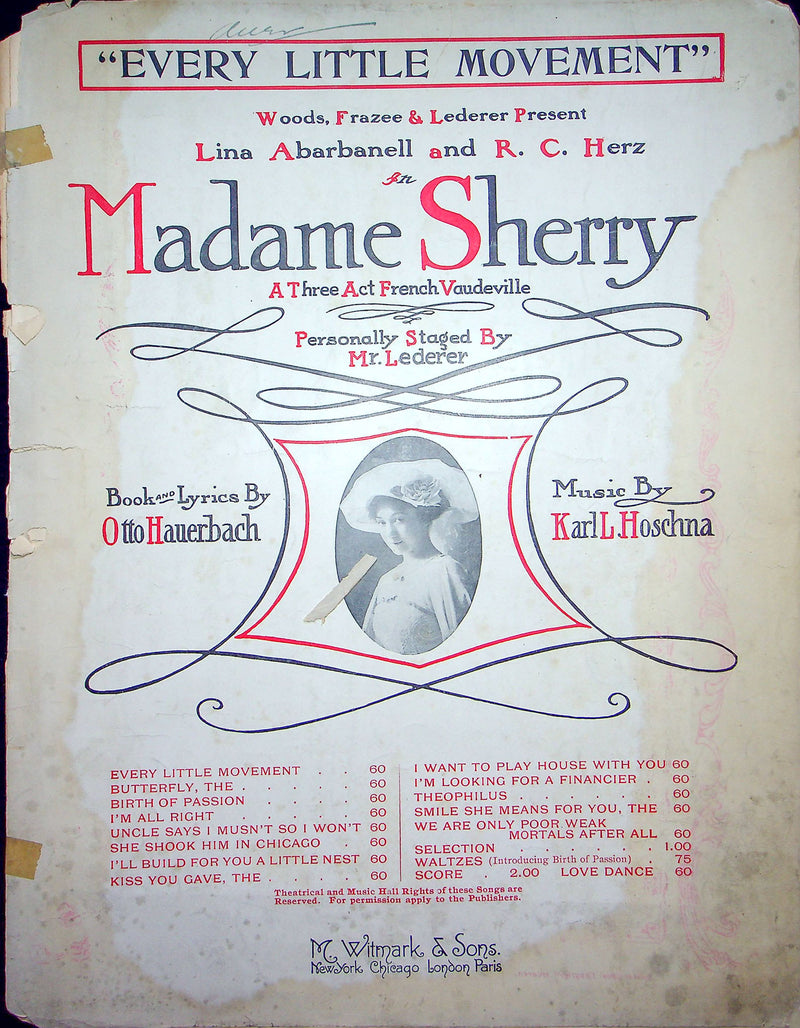 "EVERY LITTLE MOVEMENT"
Woods, Frazee & Lederer Present
Lina Abarbanell and R. C. Herz
In
Madame Sherry
A Three Act French Vaudeville
Personally Staged By
Mr. Lederer
Book AND Lyrics By
Otto Hauerbach
Music By
Karl L. Hoschna
EVERY LITTLE MOVEMENT . . 60
BUTTERFLY, THE . . . . . 60
BIRTH OF PASSION . . . . 60
I'M ALL RIGHT . . . . . 60
UNCLE SAYS I MUSN'T SO I WON'T 60
SHE SHOOK HIM IN CHICAGO . 60
I'LL BUILD FOR YOU A LITTLE NEST 60
KISS YOU GAVE, THE . . . . 60
I WANT TO PLAY HOUSE WITH YOU 60
I'M LOOKING FOR A FINANCIER . 60
THEOPHILUS . . . . . . 60
SMILE SHE MEANS FOR YOU, THE 60
WE ARE ONLY POOR WEAK
MORTALS AFTER ALL 60
SELECTION . . . . . . 1.00
WALTZES (Introducing Birth of Passion) . 75
SCORE . 2.00 LOVE DANCE 60
Theatrical and Music Hall Rights of these Songs are
Reserved. For permission apply to the Publishers.
M. Witmark & Sons.
New York Chicago London Paris